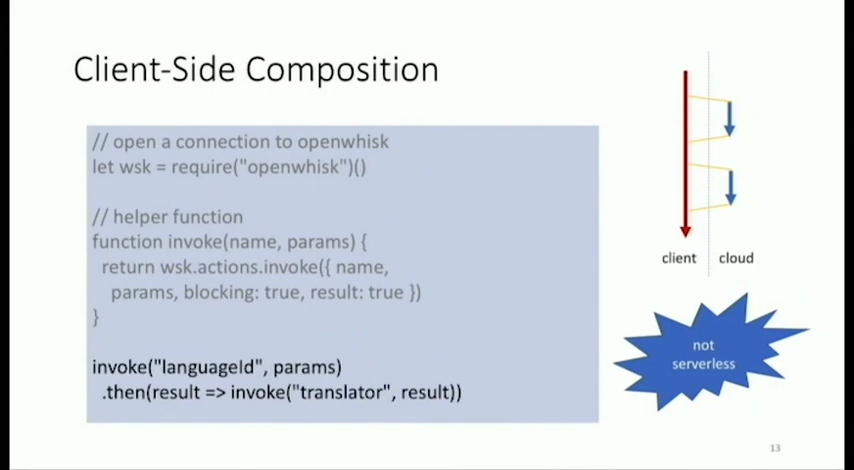 Client-Side Composition
// open a connection to openwhisk
let wsk = require("openwhisk")()
// helper function
function invoke(name, params) {
return wsk.actions.invoke({ name,
params, blocking: true, result: true })
}
invoke("languageId", params)
.then(result => invoke("translator", result))
client
cloud
not
serverless
13